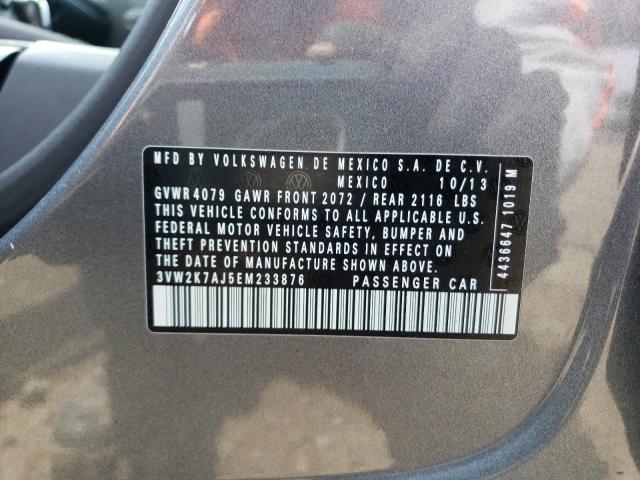 MFD BY VOLKSWAGEN DE MEXICO S.A. DE C.V.
MEXICO 10/13
GVWR 4079 GAWR FRONT 2072 / REAR 2116 LBS
THIS VEHICLE CONFORMS TO ALL APPLICABLE U.S.
FEDERAL MOTOR VEHICLE SAFETY, BUMPER AND
THEFT PREVENTION STANDARDS IN EFFECT ON
THE DATE OF MANUFACTURE SHOWN ABOVE.
3VW2K7AJ5EM233876 PASSENGER CAR
4436647 1019 M